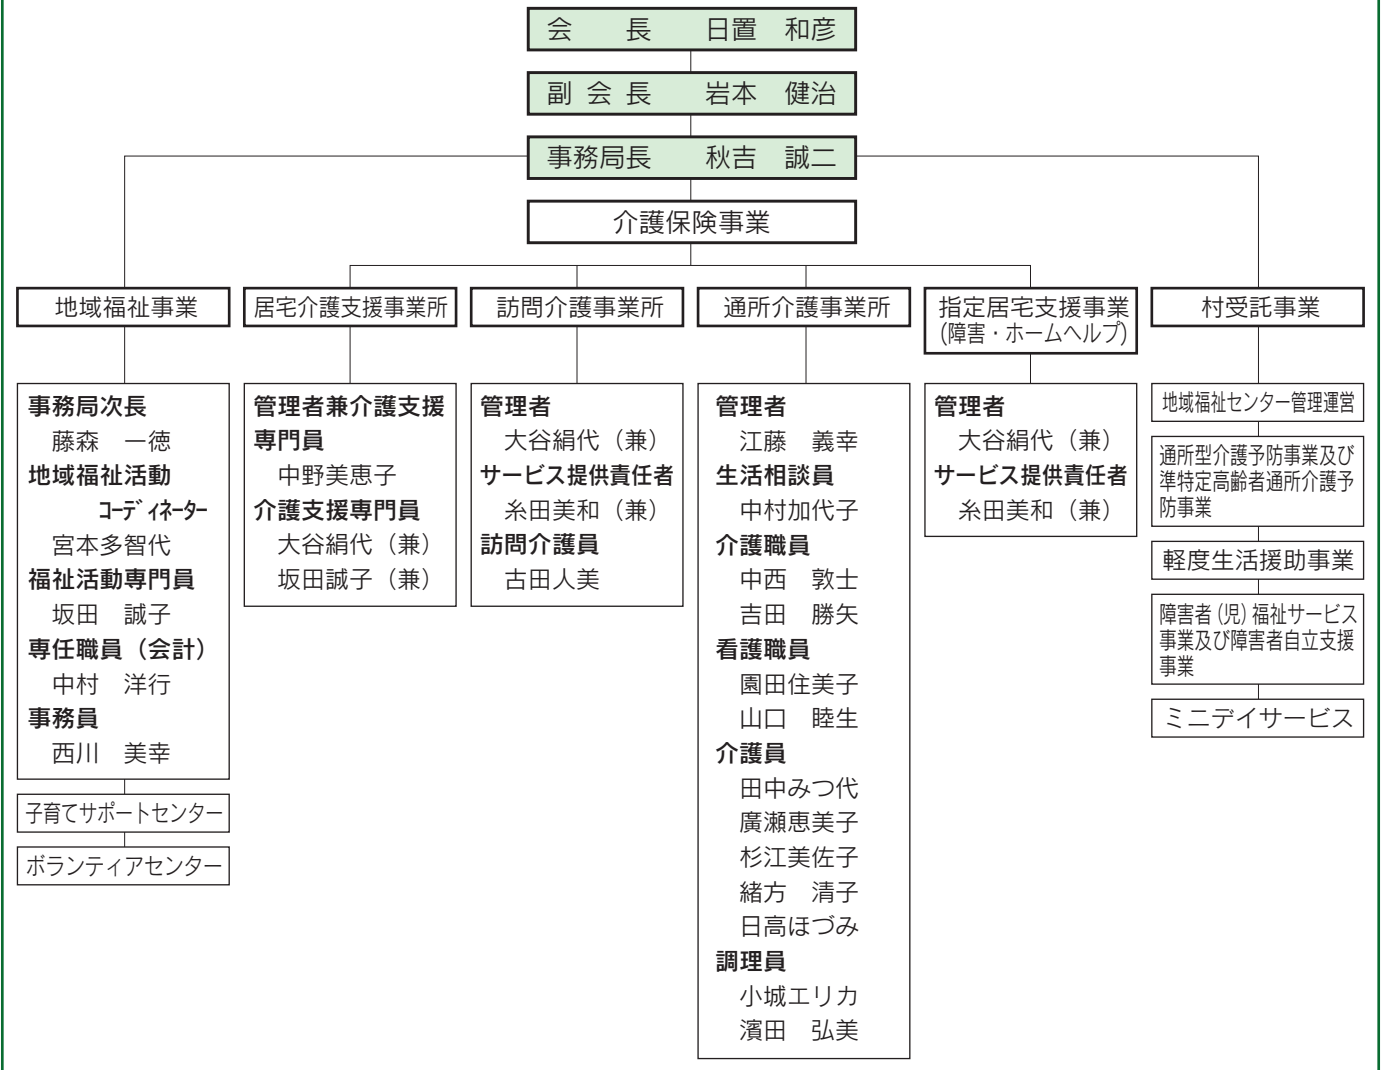 会　　長　　日置　和彦
副 会 長　　岩本　健治
事務局長　　秋吉　誠二
介護保険事業
地域福祉事業
事務局次長
藤森　一徳
地域福祉活動
コーディネーター
宮本多智代
福祉活動専門員
坂田　誠子
専任職員（会計）
中村　洋行
事務員
西川　美幸
子育てサポートセンター
ボランティアセンター
居宅介護支援事業所
管理者兼介護支援
専門員
中野美恵子
介護支援専門員
大谷絹代（兼）
坂田誠子（兼）
訪問介護事業所
管理者
大谷絹代（兼）
サービス提供責任者
糸田美和（兼）
訪問介護員
古田人美
通所介護事業所
管理者
江藤　義幸
生活相談員
中村加代子
介護職員
中西　敦士
吉田　勝矢
看護職員
園田住美子
山口　睦生
介護員
田中みつ代
廣瀬恵美子
杉江美佐子
緒方　清子
日高ほづみ
調理員
小城エリカ
濱田　弘美
指定居宅支援事業
(障害・ホームヘルプ)
管理者
大谷絹代（兼）
サービス提供責任者
糸田美和（兼）
村受託事業
地域福祉センター管理運営
通所型介護予防事業及び
準特定高齢者通所介護予
防事業
軽度生活援助事業
障害者(児)福祉サービス
事業及び障害者自立支援
事業
ミニデイサービス